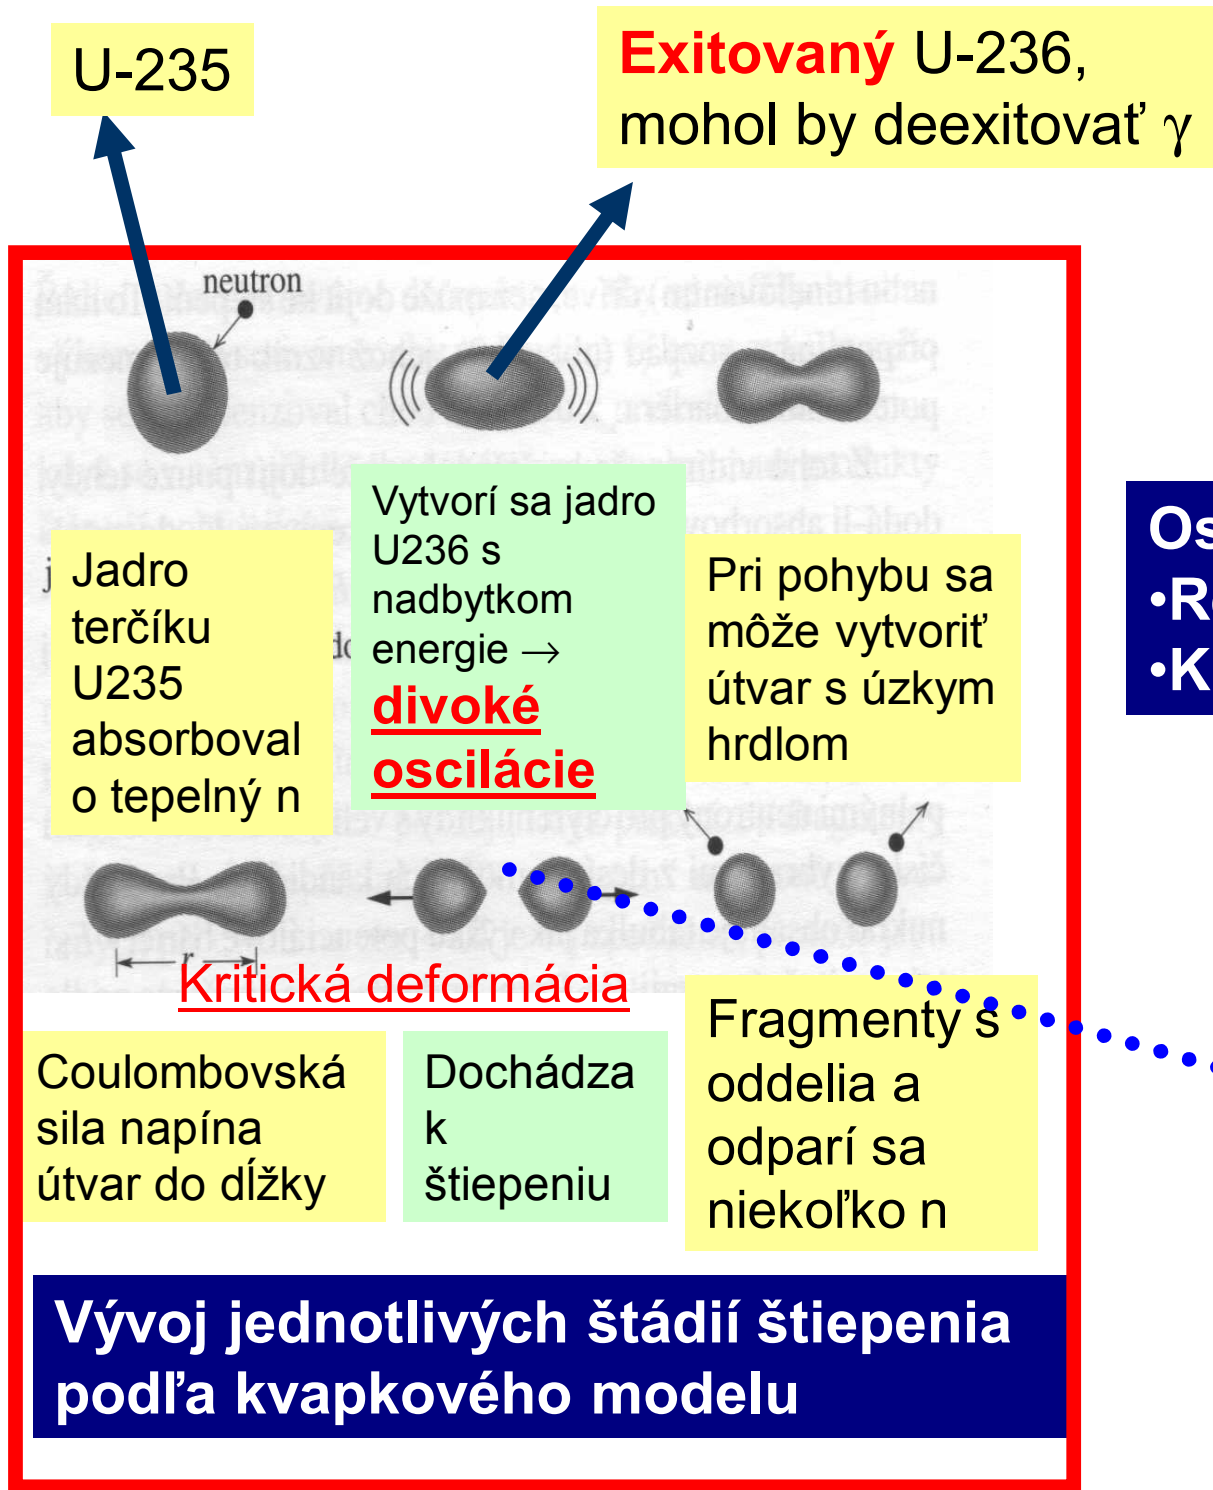 U-235
Exitovaný U-236,
mohol by deexitovať γ
neutron
Jadro
terčíku
U235
absorboval
o tepelný n
Vytvorí sa jadro
U236 s
nadbytkom
energie →
divoké
oscilácie
Pri pohybu sa
môže vytvoriť
útvar s úzkym
hrdlom
Os
•R
•K
r
Kritická deformácia
Coulombovská
sila napína
útvar do dĺžky
Dochádza
k
štiepeniu
Fragmenty s
oddelia a
odparí sa
niekoľko n
Vývoj jednotlivých štádií štiepenia
podľa kvapkového modelu